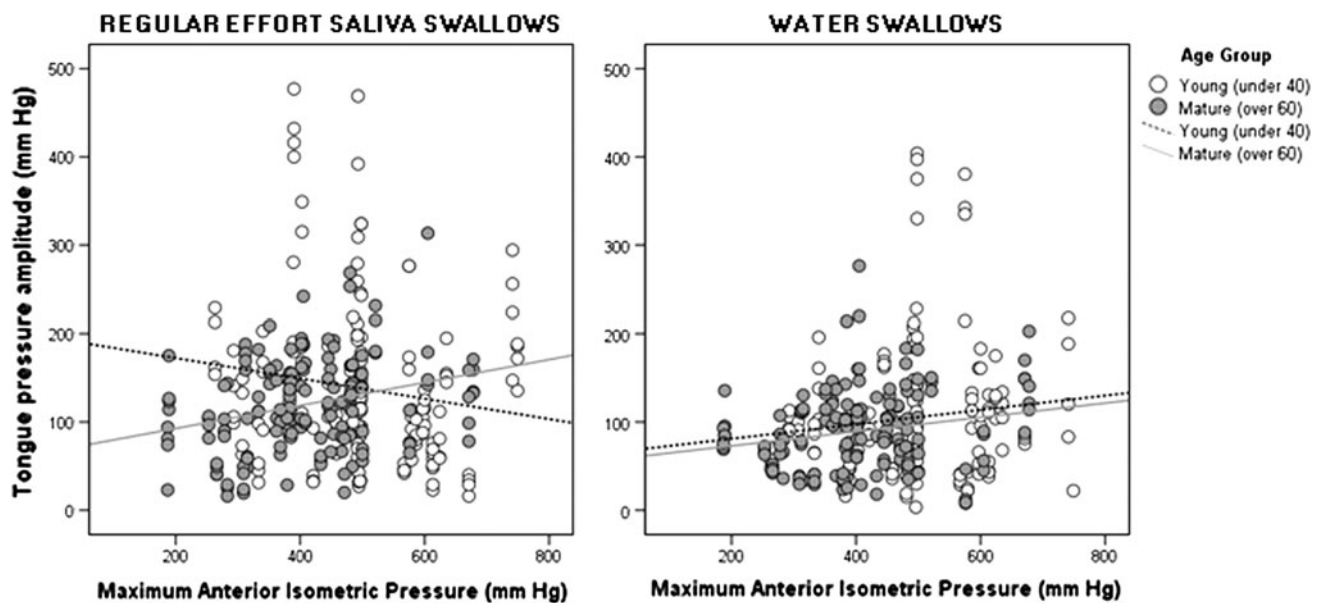 REGULAR EFFORT SALIVA SWALLOWS
WATER SWALLOWS
Tongue pressure amplitude (mm Hg)
500
400
300
200
100
0
200
400
600
800
Maximum Anterior Isometric Pressure (mm Hg)
500
400
300
200
100
0
200
400
600
800
Maximum Anterior Isometric Pressure (mm Hg)
Age Group
Young (under 40)
Mature (over 60)
Young (under 40)
Mature (over 60)